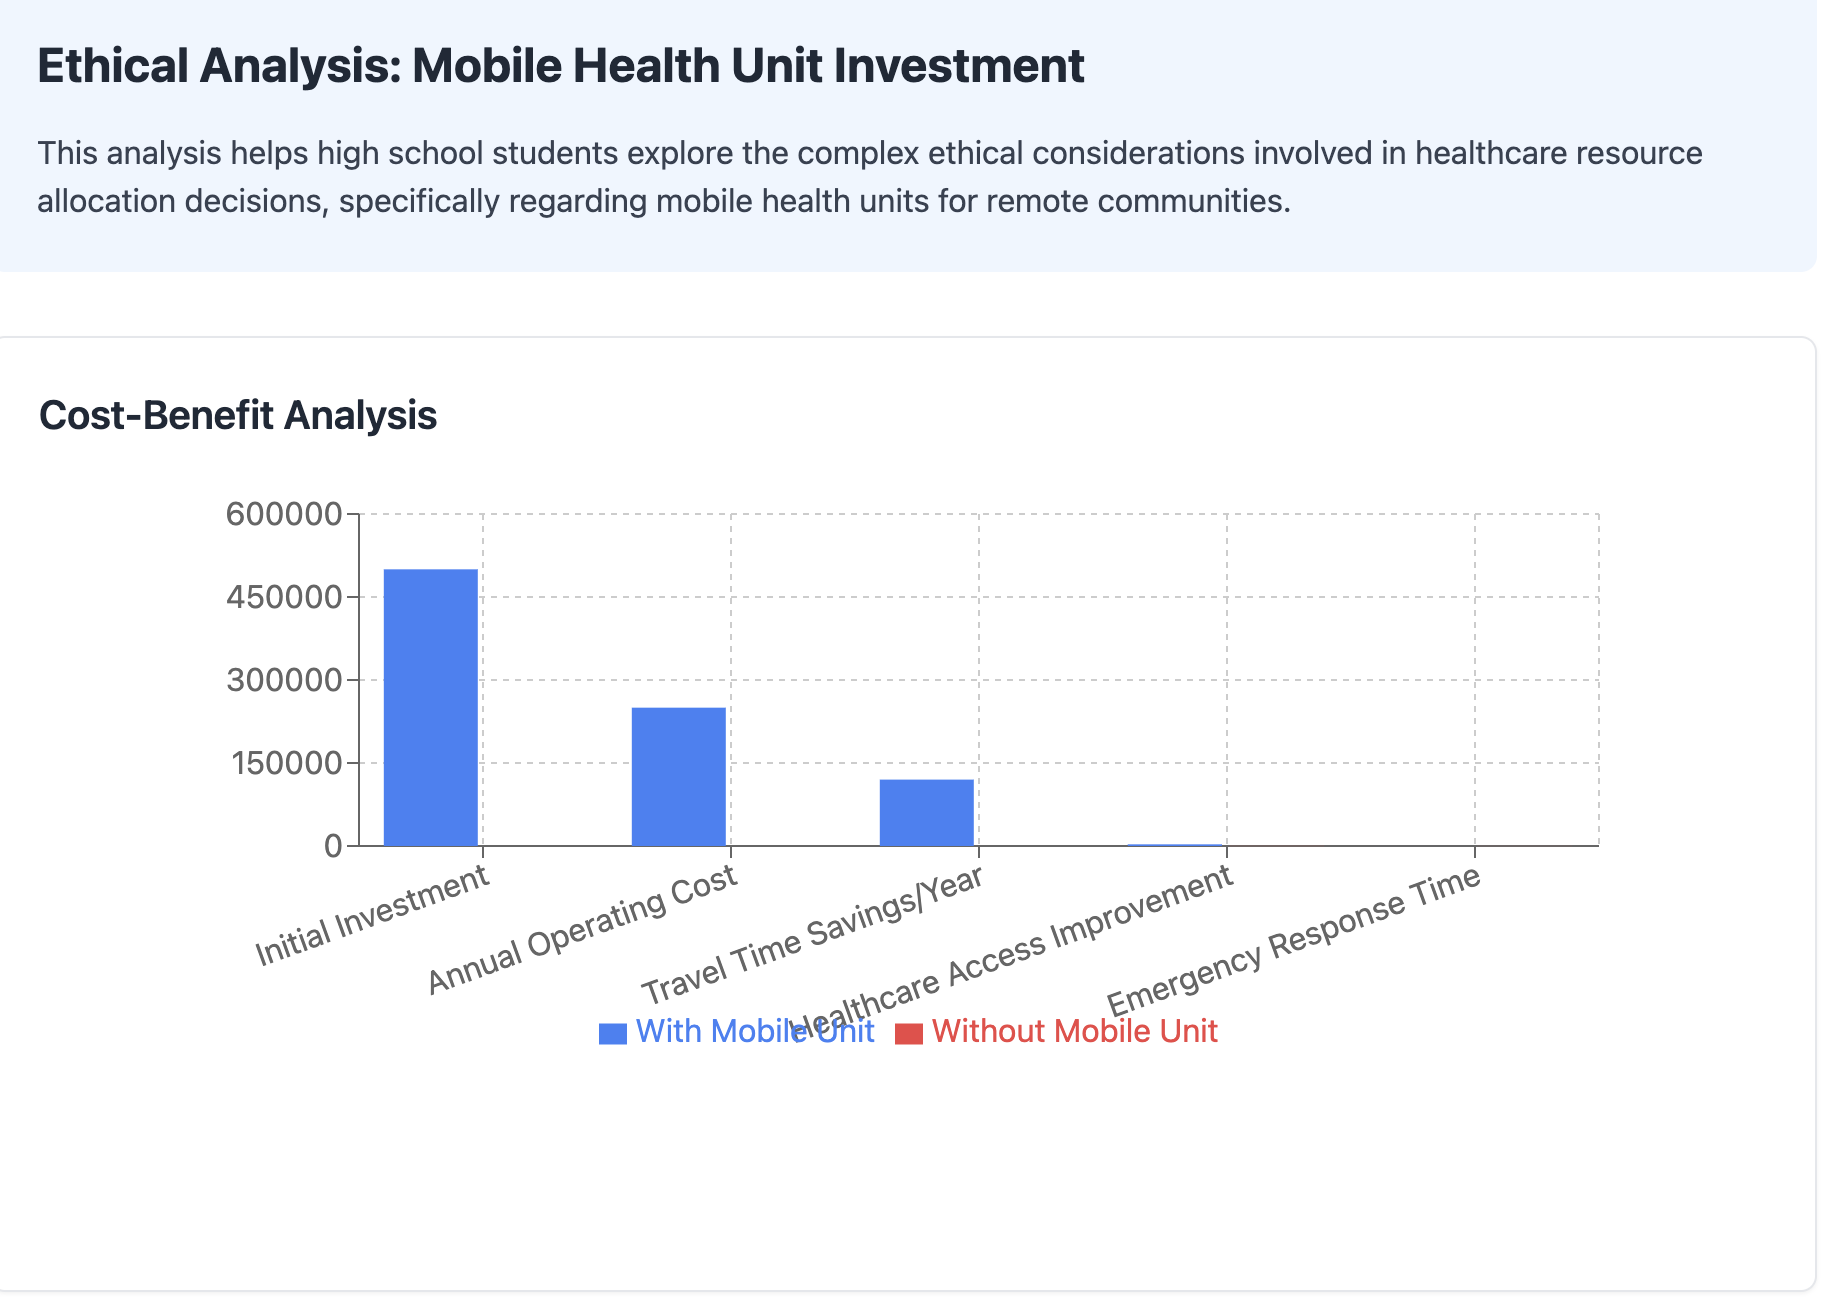 Ethical Analysis: Mobile Health Unit Investment
This analysis helps high school students explore the complex ethical considerations involved in healthcare resource
allocation decisions, specifically regarding mobile health units for remote communities.
Cost-Benefit Analysis
600000
450000
300000
150000
0
Initial Investment
Annual Operating Cost
Travel Time Savings/Year
Healthcare Access Improvement
Emergency Response Time
With Mobile Unit
Without Mobile Unit